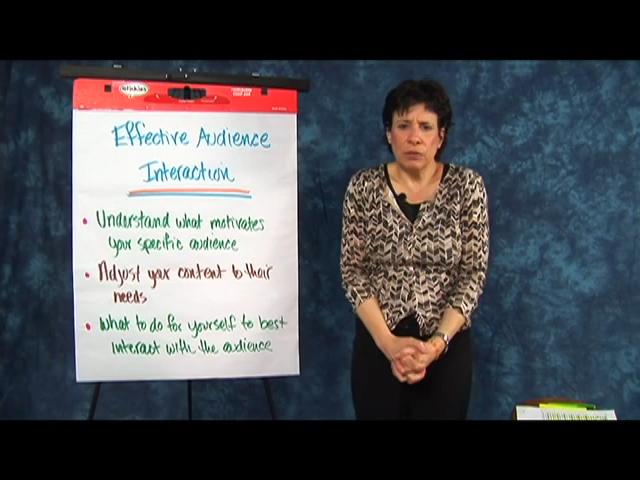 Effective Audience
Interaction
• Understand what motivates
your specific audience
• Adjust your content to their
needs
• What to do for yourself to best
interact with the audience